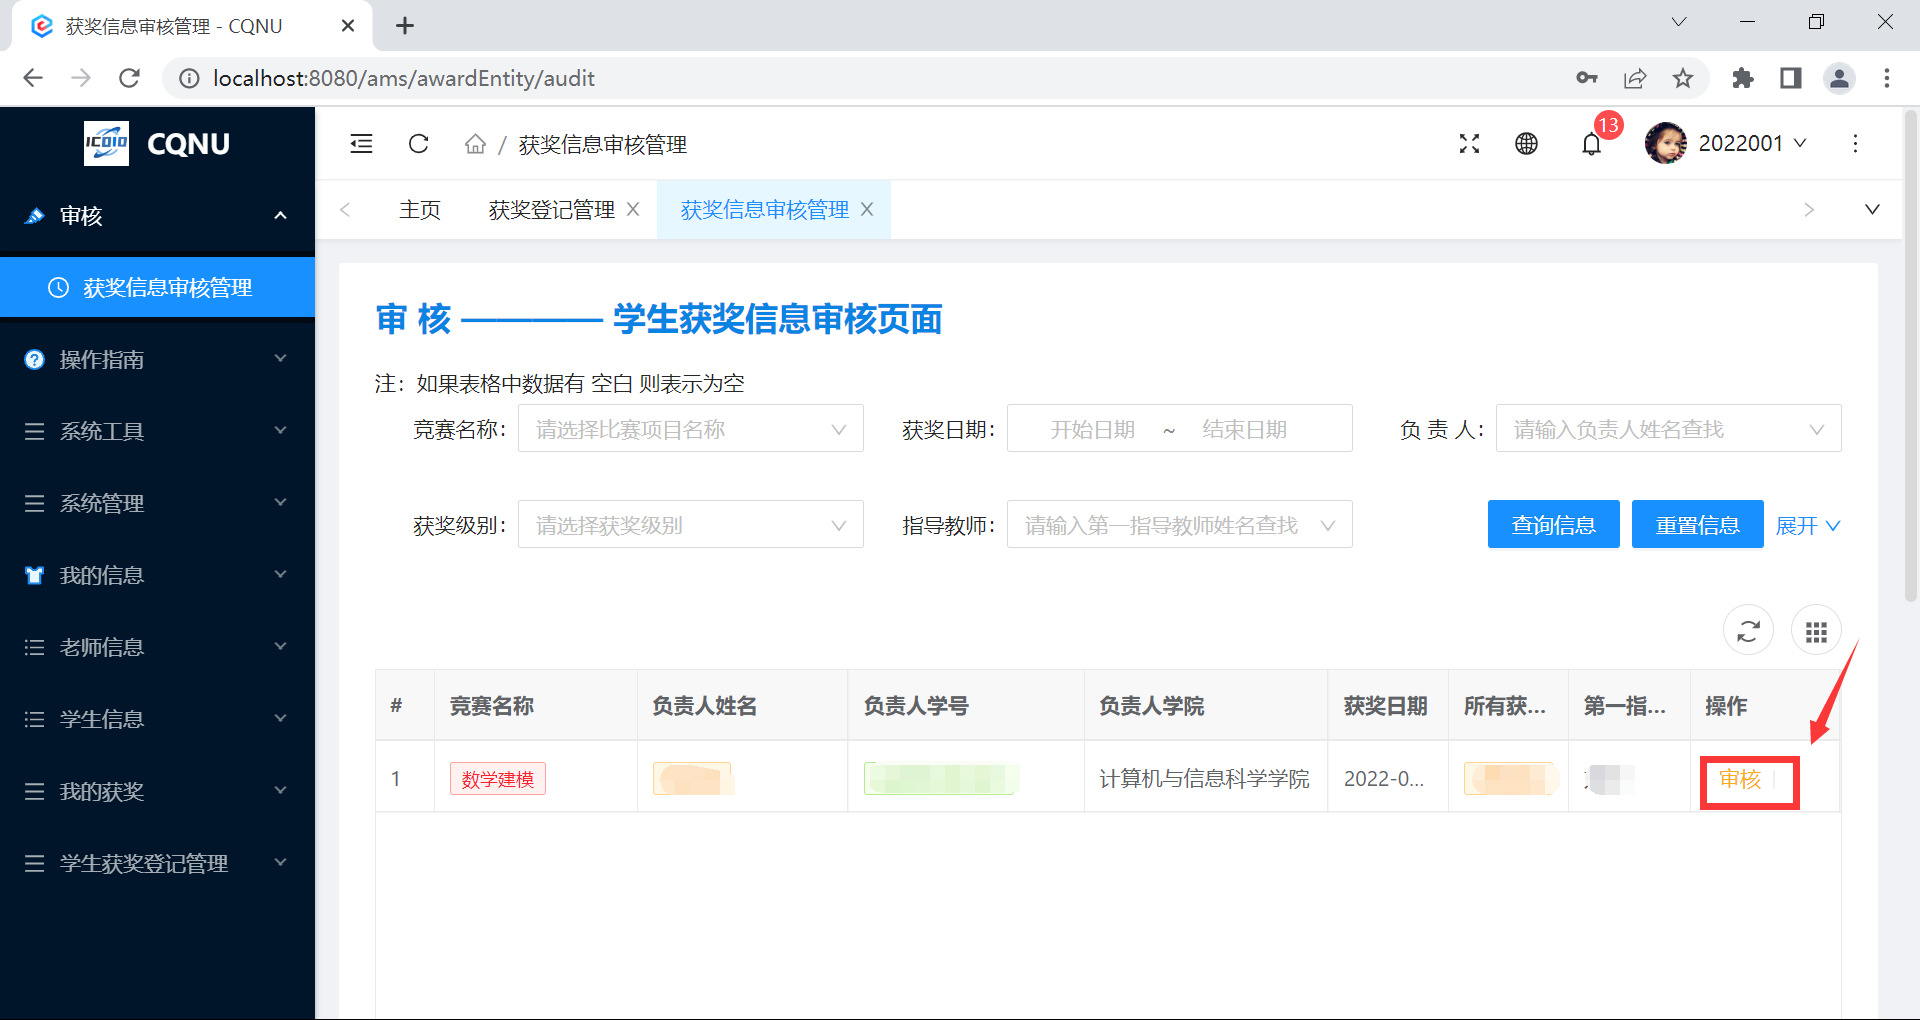 获奖信息审核管理 - CQNU
localhost:8080/ams/awardEntity/audit
ICOIO CQNU
/ 获奖信息审核管理
13
2022001
审核
主页 获奖登记管理 获奖信息审核管理
获奖信息审核管理
操作指南
系统工具
系统管理
我的信息
老师信息
学生信息
我的获奖
学生获奖登记管理
审 核 ———— 学生获奖信息审核页面
注：如果表格中数据有 空白 则表示为空
竞赛名称： 请选择比赛项目名称 获奖日期： 开始日期 ~ 结束日期 负 责 人： 请输入负责人姓名查找
获奖级别： 请选择获奖级别 指导教师： 请输入第一指导教师姓名查找 查询信息 重置信息 展开
# 竞赛名称 负责人姓名 负责人学号 负责人学院 获奖日期 所有获... 第一指... 操作
1 数学建模 计算机与信息科学学院 2022-0... 审核